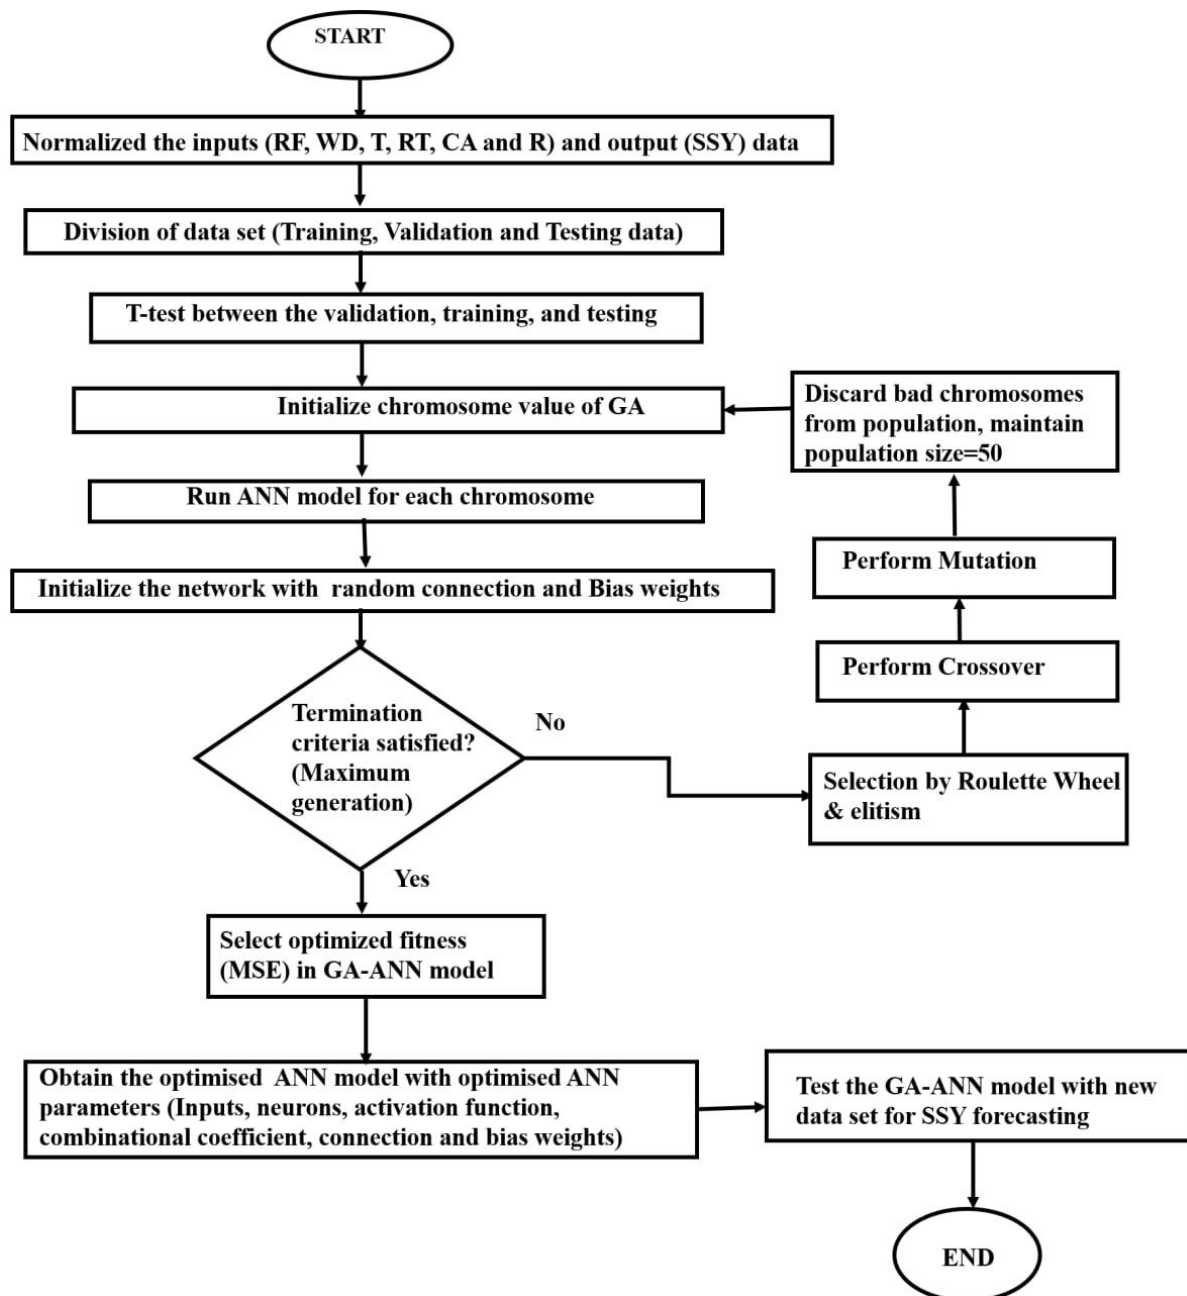 START
Normalized the inputs (RF, WD, T, RT, CA and R) and output (SSY) data
Division of data set (Training, Validation and Testing data)
T-test between the validation, training, and testing
Initialize chromosome value of GA
Discard bad chromosomes
from population, maintain
population size=50
Run ANN model for each chromosome
Perform Mutation
Initialize the network with random connection and Bias weights
Perform Crossover
Termination
criteria satisfied?
(Maximum
generation)
No
Selection by Roulette Wheel
& elitism
Yes
Select optimized fitness
(MSE) in GA-ANN model
Obtain the optimised ANN model with optimised ANN
parameters (Inputs, neurons, activation function,
combinational coefficient, connection and bias weights)
Test the GA-ANN model with new
data set for SSY forecasting
END